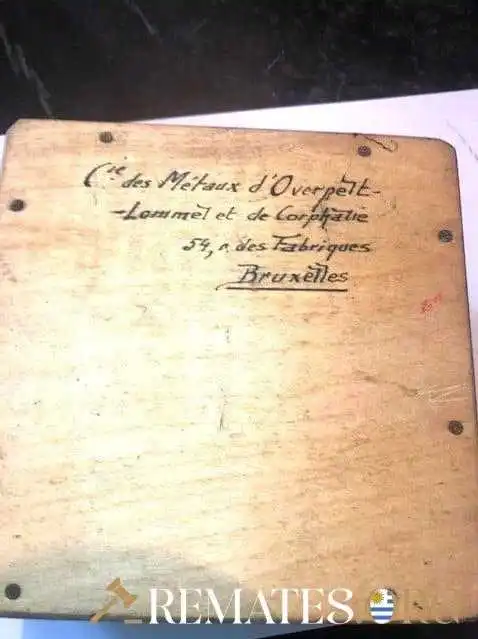 Cie des Métaux d'Overpelt-
-Lommel et de Corphalie
54, r. des Fabriques
Bruxelles
REMATES